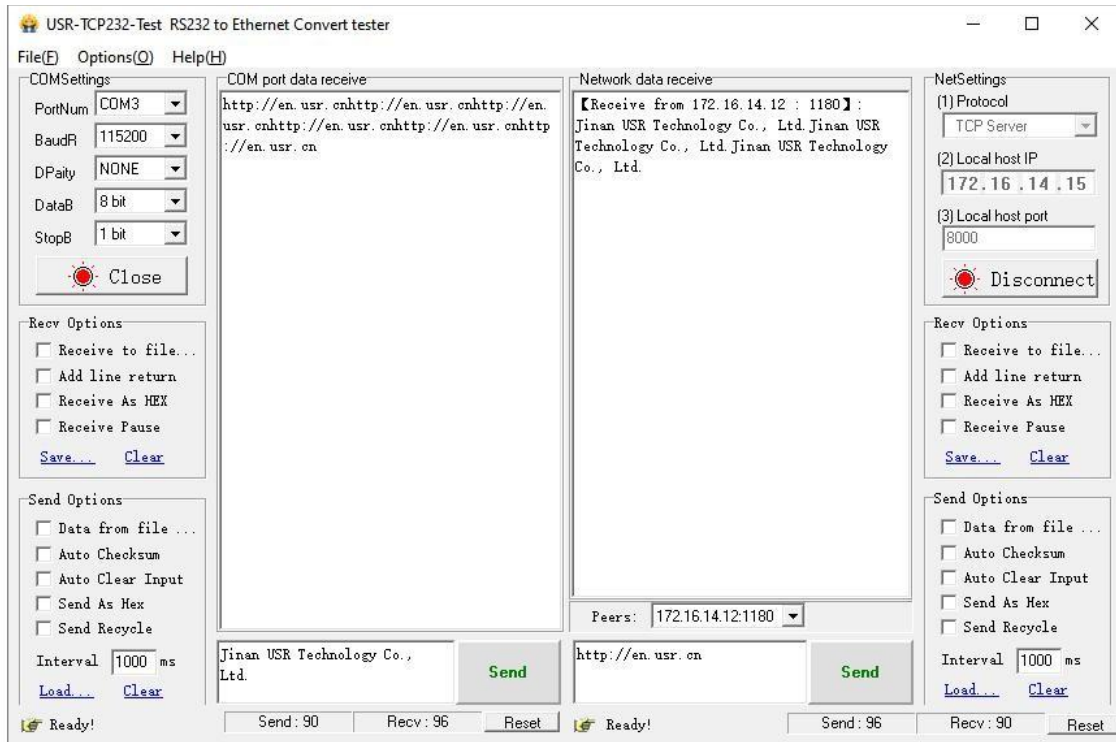 USR-TCP232-Test RS232 to Ethernet Convert tester
File(F) Options(O) Help(H)
COMSettings
PortNum COM3
BaudR 115200
DPaity NONE
DataB 8 bit
StopB 1 bit
Close
Recv Options
Receive to file...
Add line return
Receive As HEX
Receive Pause
Save... Clear
Send Options
Data from file ...
Auto Checksum
Auto Clear Input
Send As Hex
Send Recycle
Interval 1000 ms
Load... Clear
Ready!
COM port data receive
http://en.usr.cnhttp://en.usr.cnhttp://en.
usr.cnhttp://en.usr.cnhttp://en.usr.cnhttp
://en.usr.cn
Jinan USR Technology Co.,
Ltd.
Send
Send : 90 Recv : 96 Reset
Network data receive
【Receive from 172.16.14.12 : 1180】:
Jinan USR Technology Co., Ltd.Jinan USR
Technology Co., Ltd.Jinan USR Technology
Co., Ltd.
Peers: 172.16.14.12:1180
http://en.usr.cn
Send
Ready!
Send : 96 Recv : 90 Reset
NetSettings
(1) Protocol
TCP Server
(2) Local host IP
172.16 .14 .15
(3) Local host port
8000
Disconnect
Recv Options
Receive to file...
Add line return
Receive As HEX
Receive Pause
Save... Clear
Send Options
Data from file ...
Auto Checksum
Auto Clear Input
Send As Hex
Send Recycle
Interval 1000 ms
Load... Clear